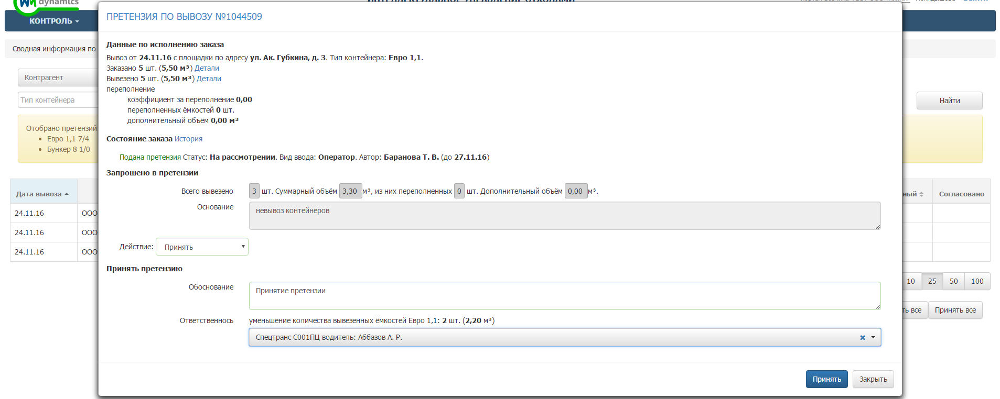 dynamics
КОНТРОЛЬ
Сводная информация по
Контрагент
Тип контейнера
Найти
Отобрано претензий
Евро 1,1 7/4
Бункер 8 1/0
Дата вывоза
ный
Согласовано
24.11.16 ООО
24.11.16 ООО
24.11.16 ООО
10 25 50 100
ть все Принять все
ПРЕТЕНЗИЯ ПО ВЫВОЗУ №1044509
Данные по исполнению заказа
Вывоз от 24.11.16 с площадки по адресу ул. Ак. Губкина, д. 3. Тип контейнера: Евро 1,1.
Заказано 5 шт. (5,50 м³) Детали
Вывезено 5 шт. (5,50 м³) Детали
переполнение
коэффициент за переполнение 0,00
переполненных ёмкостей 0 шт.
дополнительный объём 0,00 м³
Состояние заказа История
Подана претензия Статус: На рассмотрении. Вид ввода: Оператор. Автор: Баранова Т. В. (до 27.11.16)
Запрошено в претензии
Всего вывезено 3 шт. Суммарный объём 3,30 м³, из них переполненных 0 шт. Дополнительный объём 0,00 м³.
Основание невывоз контейнеров
Действие: Принять
Принять претензию
Обоснование Принятие претензии
Ответственнось уменьшение количества вывезенных ёмкостей Евро 1,1: 2 шт. (2,20 м³)
Спецтранс С001ПЦ водитель: Аббазов А. Р.
Принять Закрыть